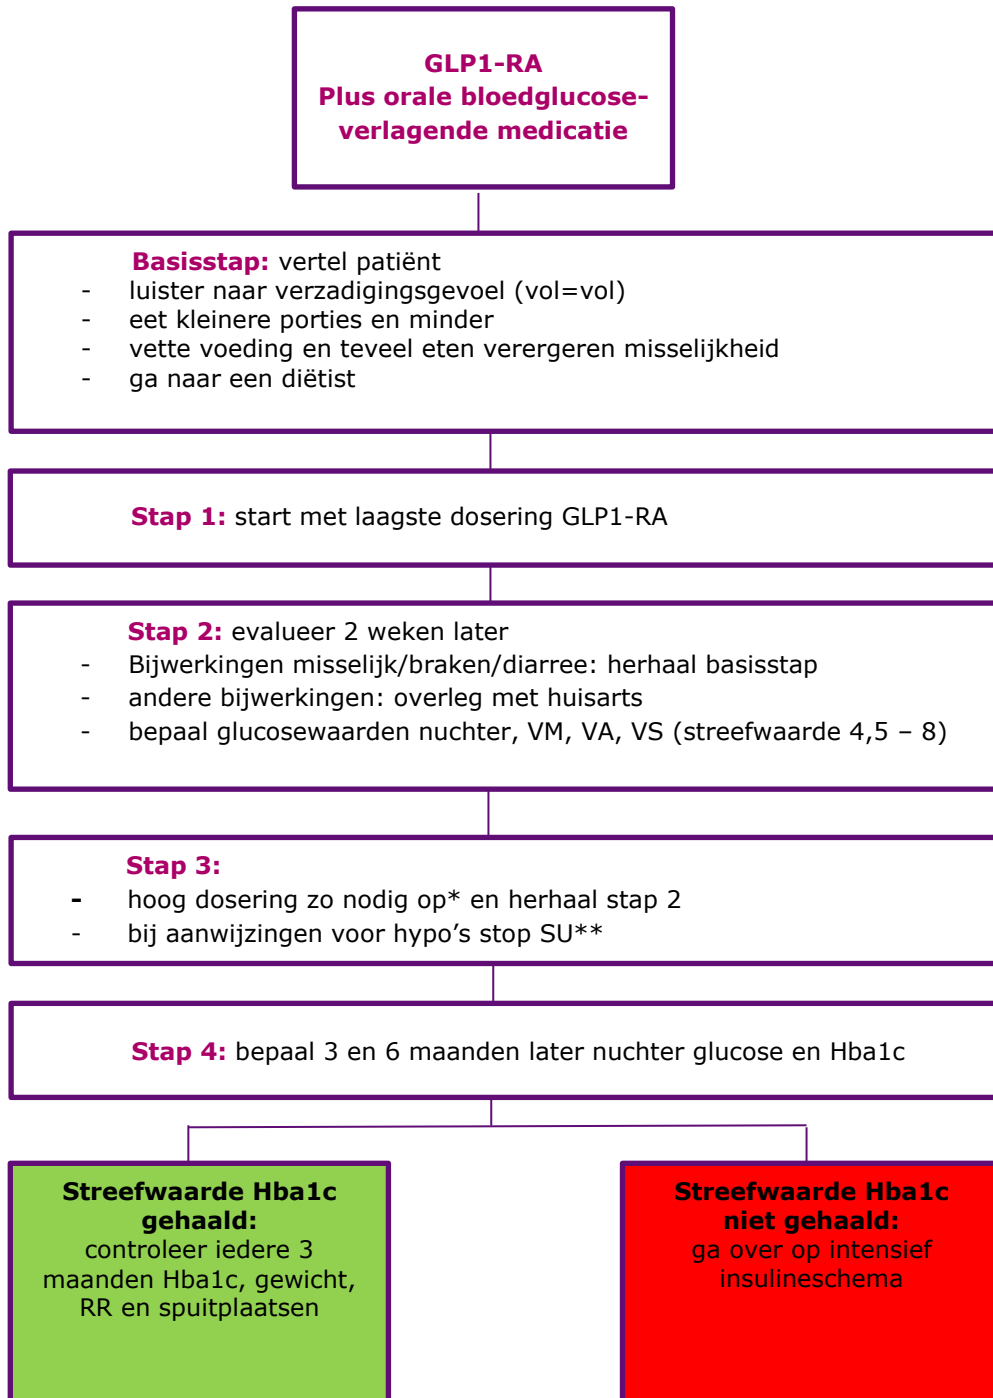 GLP1-RA
Plus orale bloedglucose-
verlagende medicatie
Basisstap: vertel patiënt
- luister naar verzadigingsgevoel (vol=vol)
- eet kleinere porties en minder
- vette voeding en teveel eten verergeren misselijkheid
- ga naar een diëtist
Stap 1: start met laagste dosering GLP1-RA
Stap 2: evalueer 2 weken later
- Bijwerkingen misselijk/braken/diarree: herhaal basisstap
- andere bijwerkingen: overleg met huisarts
- bepaal glucosewaarden nuchter, VM, VA, VS (streefwaarde 4,5 – 8)
Stap 3:
- hoog dosering zo nodig op* en herhaal stap 2
- bij aanwijzingen voor hypo’s stop SU**
Stap 4: bepaal 3 en 6 maanden later nuchter glucose en Hba1c
Streefwaarde Hba1c
gehaald:
controleer iedere 3
maanden Hba1c, gewicht,
RR en spuitplaatsen
Streefwaarde Hba1c
niet gehaald:
ga over op intensief
insulineschema